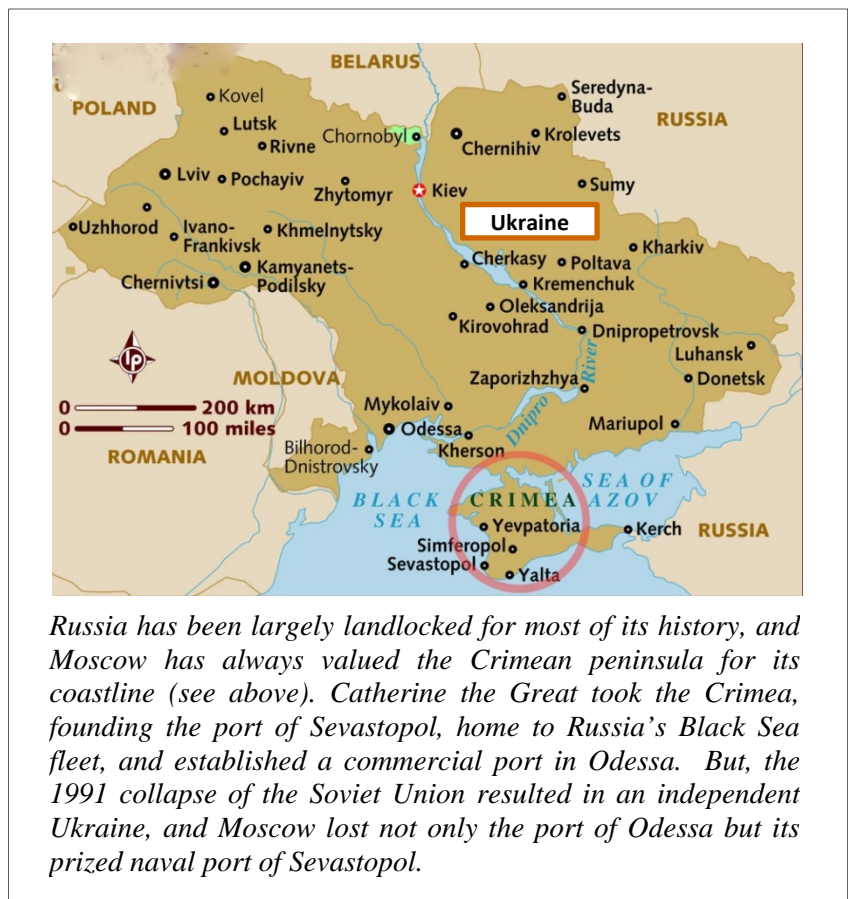 BELARUS
POLAND
Kovel
Seredyna-
Buda
RUSSIA
Lutsk
Rivne
Chornobyl
Chernihiv
Krolevets
Lviv
Pochayiv
Zhytomyr
Kiev
Sumy
Ukraine
Uzhhorod
Ivano-
Frankivsk
Khmelnytsky
Kharkiv
Cherkasy
Poltava
Kamyanets-
Podilsky
Kremenchuk
Chernivtsi
Oleksandrija
Kirovohrad
Dnipropetrovsk
Luhansk
lp
MOLDOVA
Zaporizhzhya
River
Donetsk
0 200 km
0 100 miles
Mykolaiv
Odessa
Dnipro
Mariupol
Kherson
ROMANIA
Bilhorod-
Dnistrovsky
BLACK
SEA
CRIMEA
SEA OF
AZOV
Yevpatoria
Kerch
RUSSIA
Simferopol
Sevastopol
Yalta
Russia has been largely landlocked for most of its history, and
Moscow has always valued the Crimean peninsula for its
coastline (see above). Catherine the Great took the Crimea,
founding the port of Sevastopol, home to Russia's Black Sea
fleet, and established a commercial port in Odessa.  But, the
1991 collapse of the Soviet Union resulted in an independent
Ukraine, and Moscow lost not only the port of Odessa but its
prized naval port of Sevastopol.